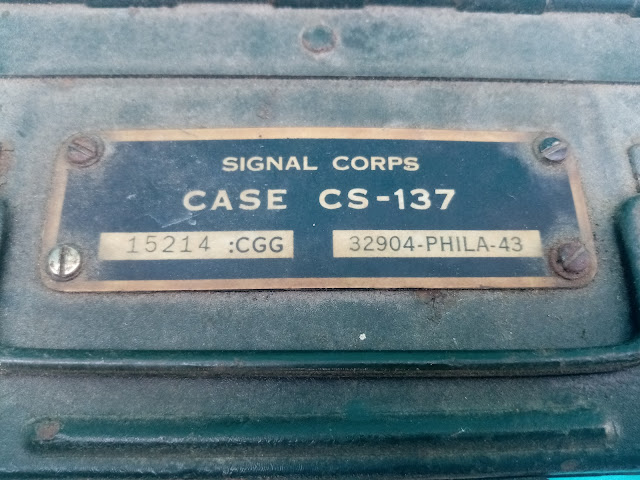 SIGNAL CORPS
CASE CS-137
15214 :CGG 32904-PHILA-43